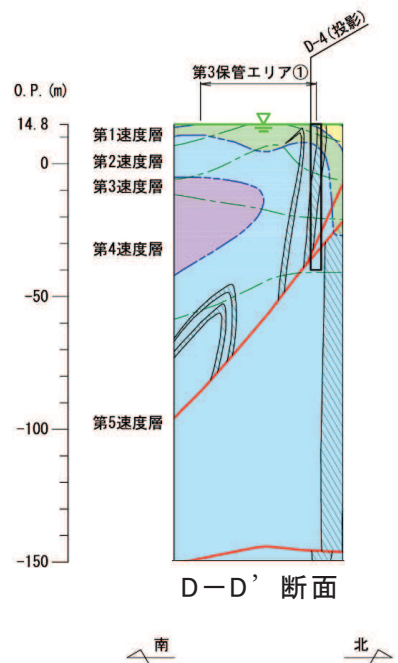 D-4(投影)
第3保管エリア①
O.P.(m)
14.8
第1速度層
第2速度層
0
第3速度層
第4速度層
-50
第5速度層
-100
-150
D－D’断面
南
北